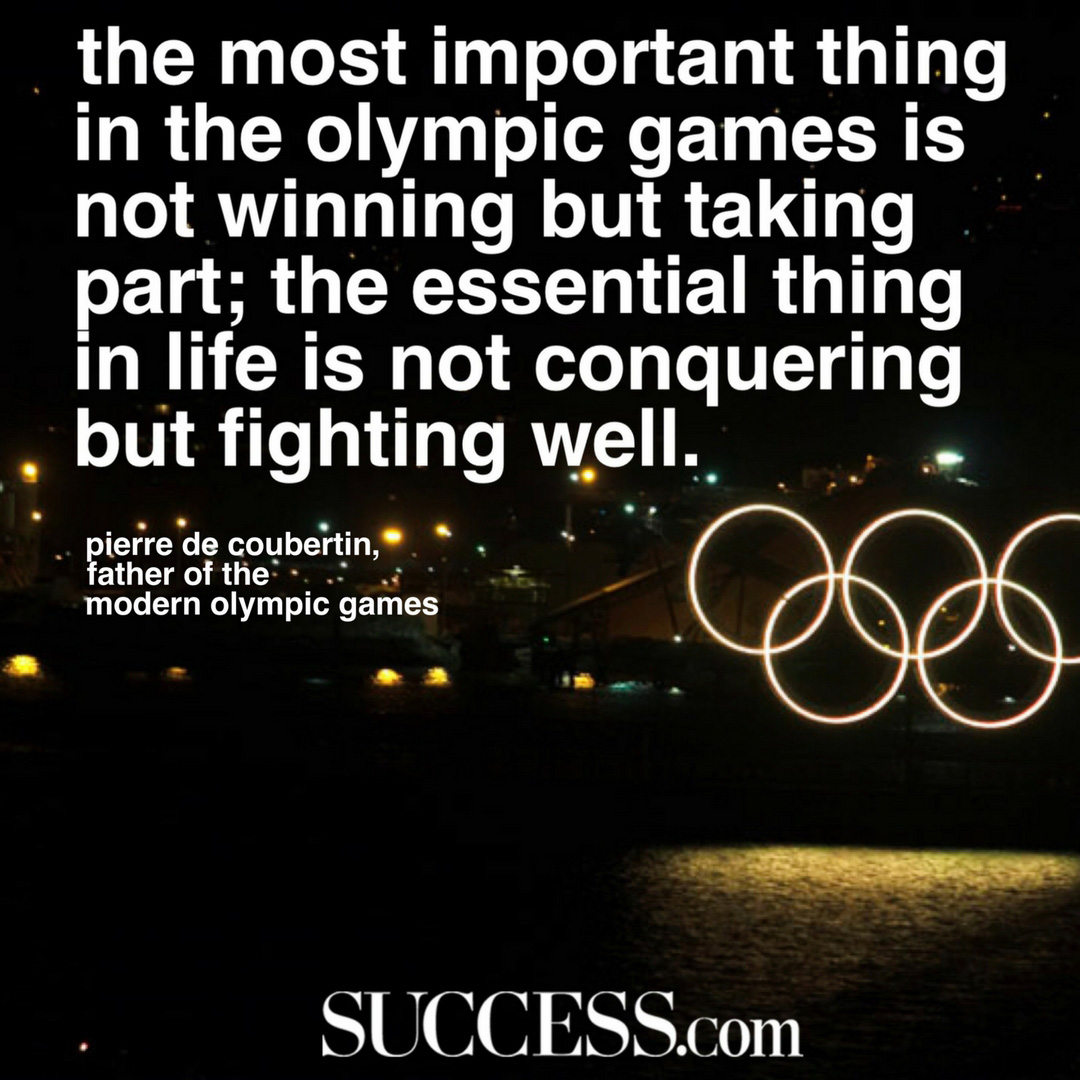 the most important thing
in the olympic games is
not winning but taking
part; the essential thing
in life is not conquering
but fighting well.
pierre de coubertin,
father of the
modern olympic games
SUCCESS.com